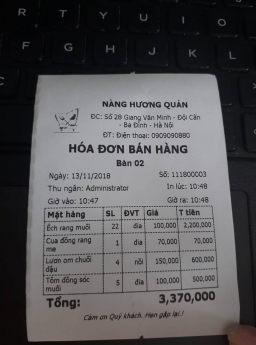 NÀNG HƯƠNG QUÁN
ĐC: Số 28 Giang Văn Minh - Đội Cấn
- Ba Đình - Hà Nội
ĐT: Điện thoại: 0909090880
HÓA ĐƠN BÁN HÀNG
Bàn 02
Ngày: 13/11/2018 Số: 111800003
Thu ngân: Administrator In lúc: 10:48
Giờ vào: 10:47 Giờ ra: 10:48
Mặt hàng SL ĐVT Giá T tiền
Ếch rang muối 22 đĩa 100,000 2,200,000
Cua đồng rang 1 đĩa 70,000 70,000
me
Lươn om chuối 4 nồi 150,000 600,000
đậu
Tôm đồng sốc 5 đĩa 100,000 500,000
muối
Tổng: 3,370,000
Cảm ơn Quý khách. Hẹn gặp lại.!